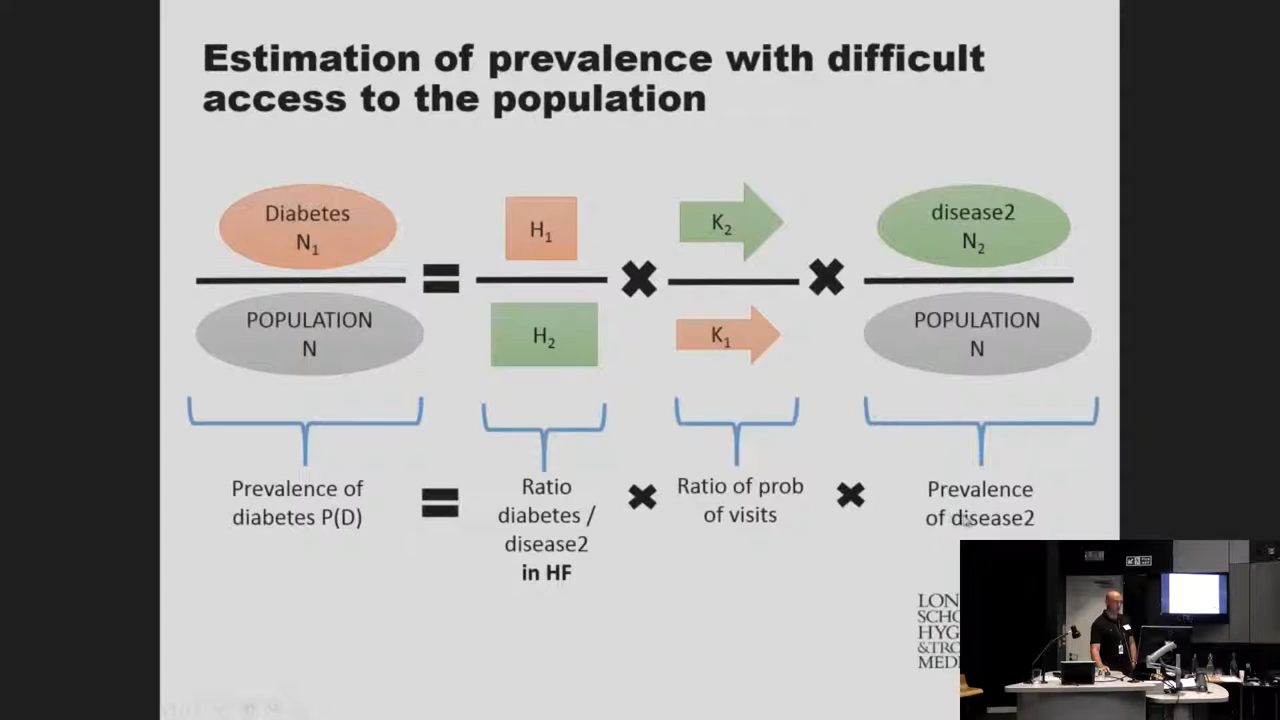 Estimation of prevalence with difficult
access to the population
Diabetes
N1
POPULATION
N
=
H1
H2
×
K2
K1
×
disease2
N2
POPULATION
N
Prevalence of
diabetes P(D)
=
Ratio
diabetes /
disease2
in HF
×
Ratio of prob
of visits
×
Prevalence
of disease2
LON
SCHO
HYG
&TRO
MEDI